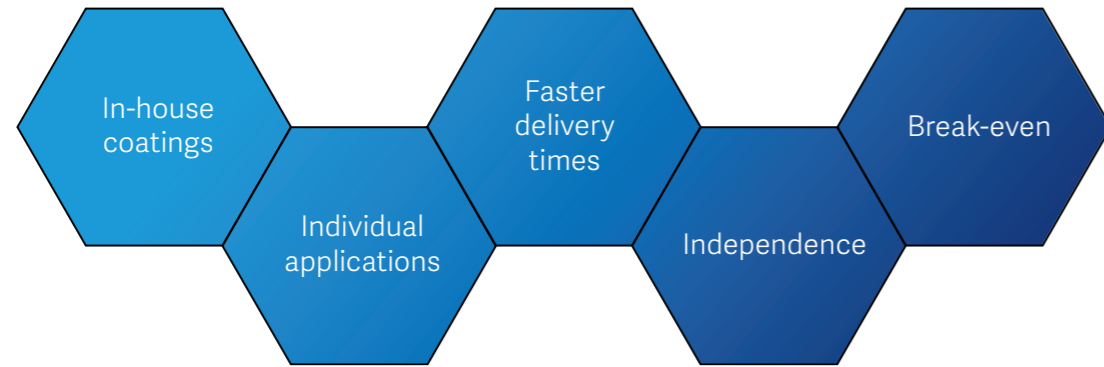 In-house
coatings
Individual
applications
Faster
delivery
times
Independence
Break-even